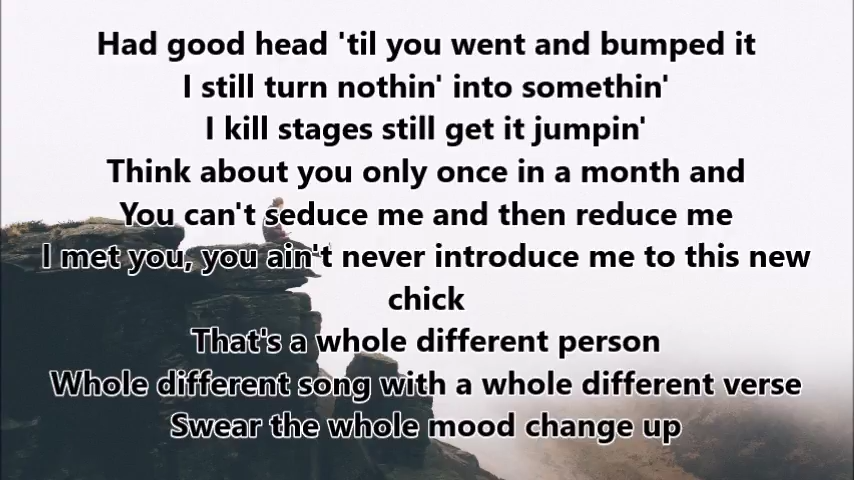 Had good head 'til you went and bumped it
I still turn nothin' into somethin'
I kill stages still get it jumpin'
Think about you only once in a month and
You can't seduce me and then reduce me
I met you, you ain't never introduce me to this new
chick
That's a whole different person
Whole different song with a whole different verse
Swear the whole mood change up